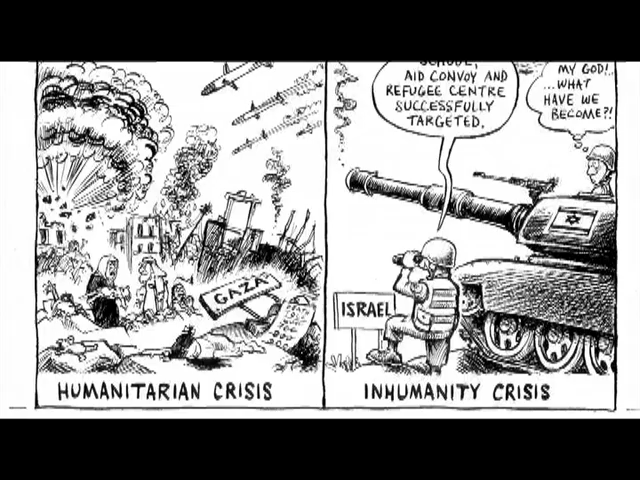 GAZA
HUMANITARIAN CRISIS
AID CONVOY AND
REFUGEE CENTRE
SUCCESSFULLY
TARGETED.
MY GOD!..
...WHAT
HAVE WE
BECOME?!
ISRAEL
INHUMANITY CRISIS